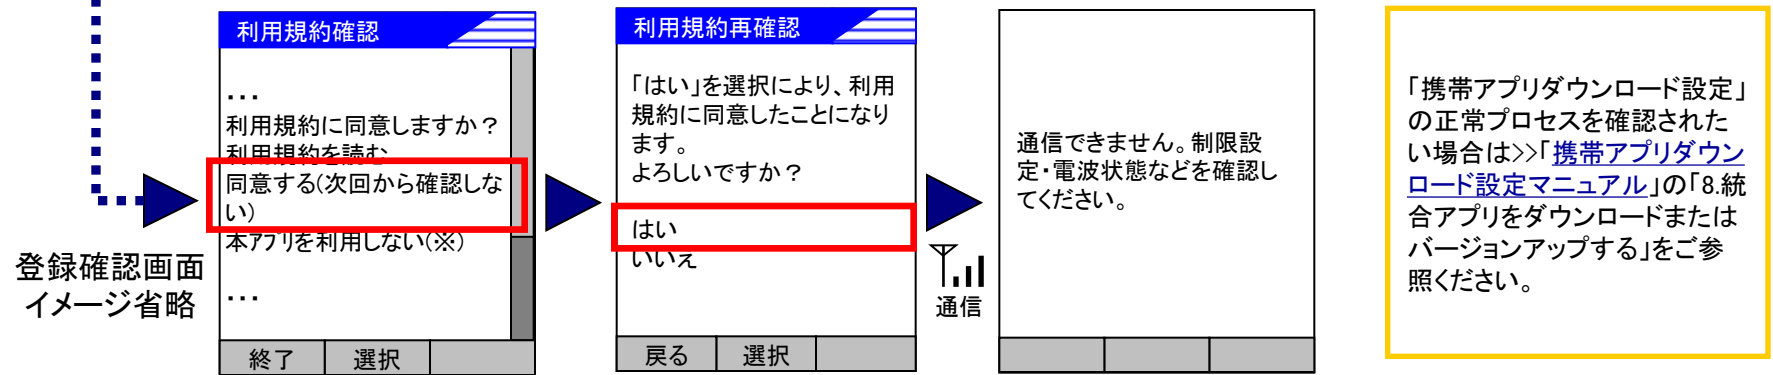 登録確認画面
イメージ省略
利用規約確認
...
利用規約に同意しますか？
利用規約を読む
同意する(次回から確認しな
い)
本ｱﾌﾟﾘを利用しない(※)
...
終了 選択
利用規約再確認
「はい」を選択により、利用
規約に同意したことになり
ます。
よろしいですか？
はい
いいえ
戻る 選択
通信
通信できません。制限設
定・電波状態などを確認し
てください。
「携帯アプリダウンロード設定」
の正常プロセスを確認された
い場合は>>「携帯アプリダウン
ロード設定マニュアル」の「8.統
合アプリをダウンロードまたは
バージョンアップする」をご参
照ください。